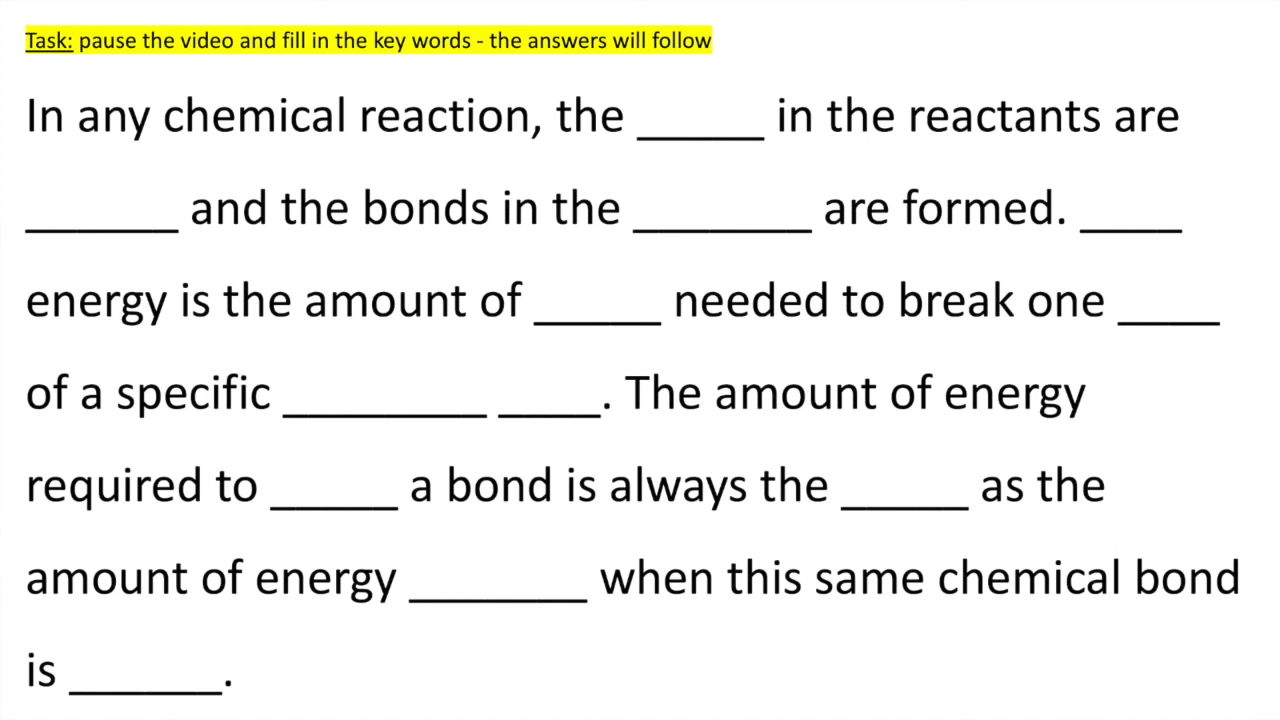 Task: pause the video and fill in the key words - the answers will follow
In any chemical reaction, the _____ in the reactants are
______ and the bonds in the _______ are formed. ____
energy is the amount of _____ needed to break one ____
of a specific ________ ____. The amount of energy
required to _____ a bond is always the _____ as the
amount of energy _______ when this same chemical bond
is ______.